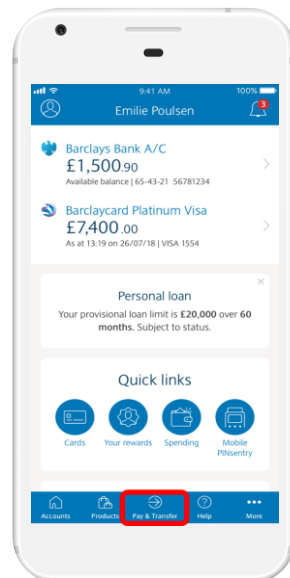 9:41 AM
100%
Emilie Poulsen
3
Barclays Bank A/C
£1,500.90
Available balance | 65-43-21 56781234
Barclaycard Platinum Visa
£7,400.00
As at 13:19 on 26/07/18 | VISA 1554
Personal loan
Your provisional loan limit is £20,000 over 60
months. Subject to status.
Quick links
Cards Your rewards Spending Mobile
PINsentry
Accounts Products Pay & Transfer Help More